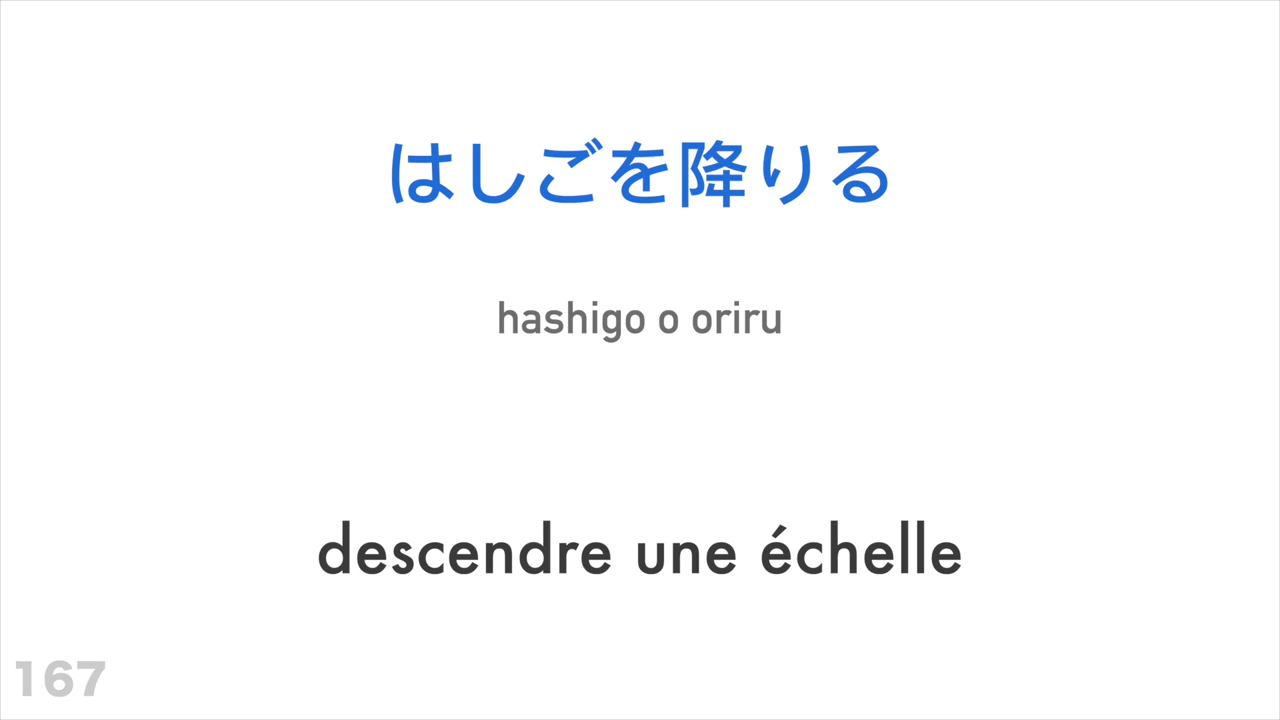 はしごを降りる
hashigo o oriru
descendre une échelle
167